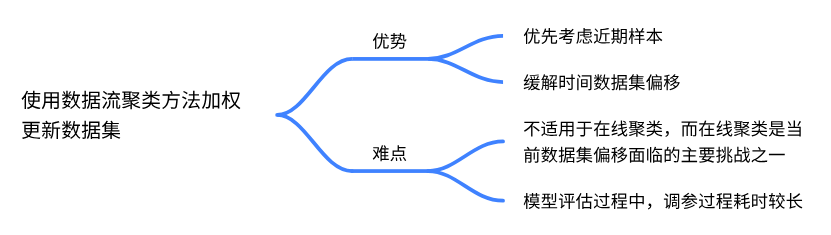 使用数据流聚类方法加权
更新数据集
优势
优先考虑近期样本
缓解时间数据集偏移
难点
不适用于在线聚类，而在线聚类是当
前数据集偏移面临的主要挑战之一
模型评估过程中，调参过程耗时较长